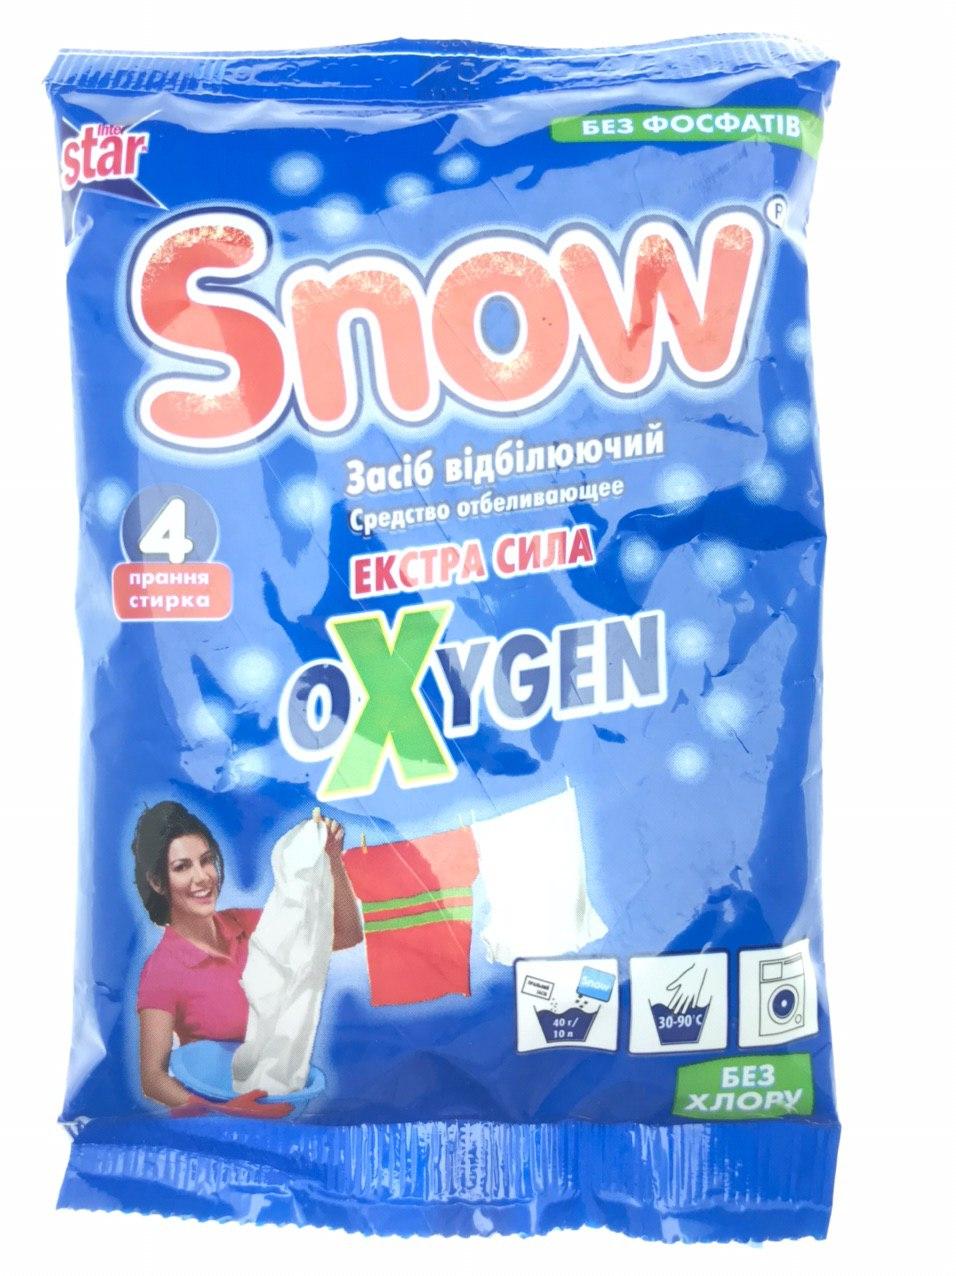 Inter
star
БЕЗ ФОСФАТІВ
Snow
®
Засіб відбілюючий
Средство отбеливающее
ЕКСТРА СИЛА
OXYGEN
4
прання
стирка
Snow
40 г/
10 л
30-90°C
БЕЗ
ХЛОРУ